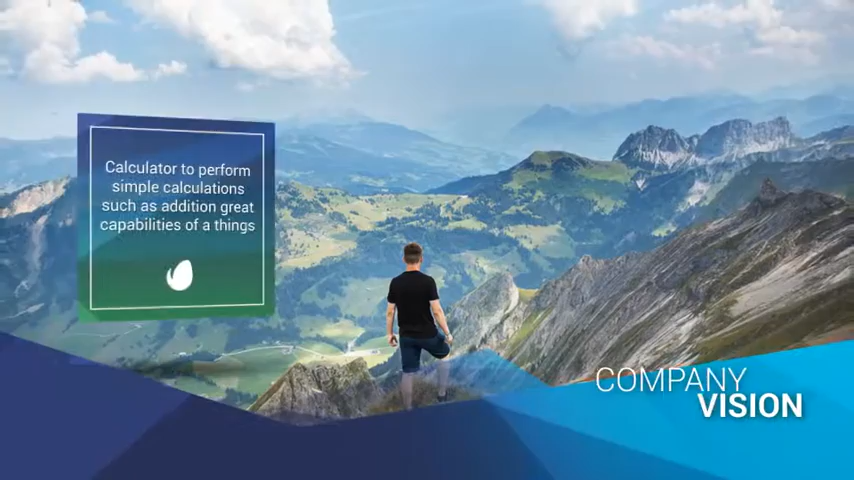 Calculator to perform
simple calculations
such as addition great
capabilities of a things
COMPANY
VISION